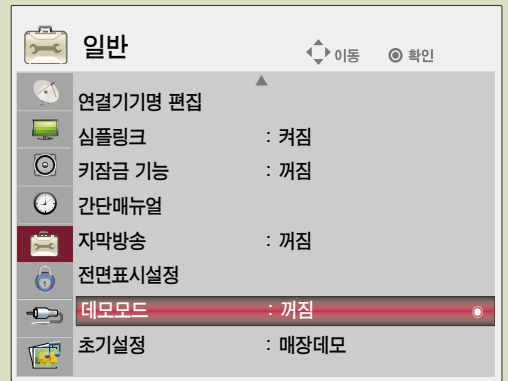 일반 이동 확인
연결기기명 편집
심플링크 : 켜짐
키잠금 기능 : 꺼짐
간단매뉴얼
자막방송 : 꺼짐
전면표시설정
데모모드 : 꺼짐
초기설정 : 매장데모